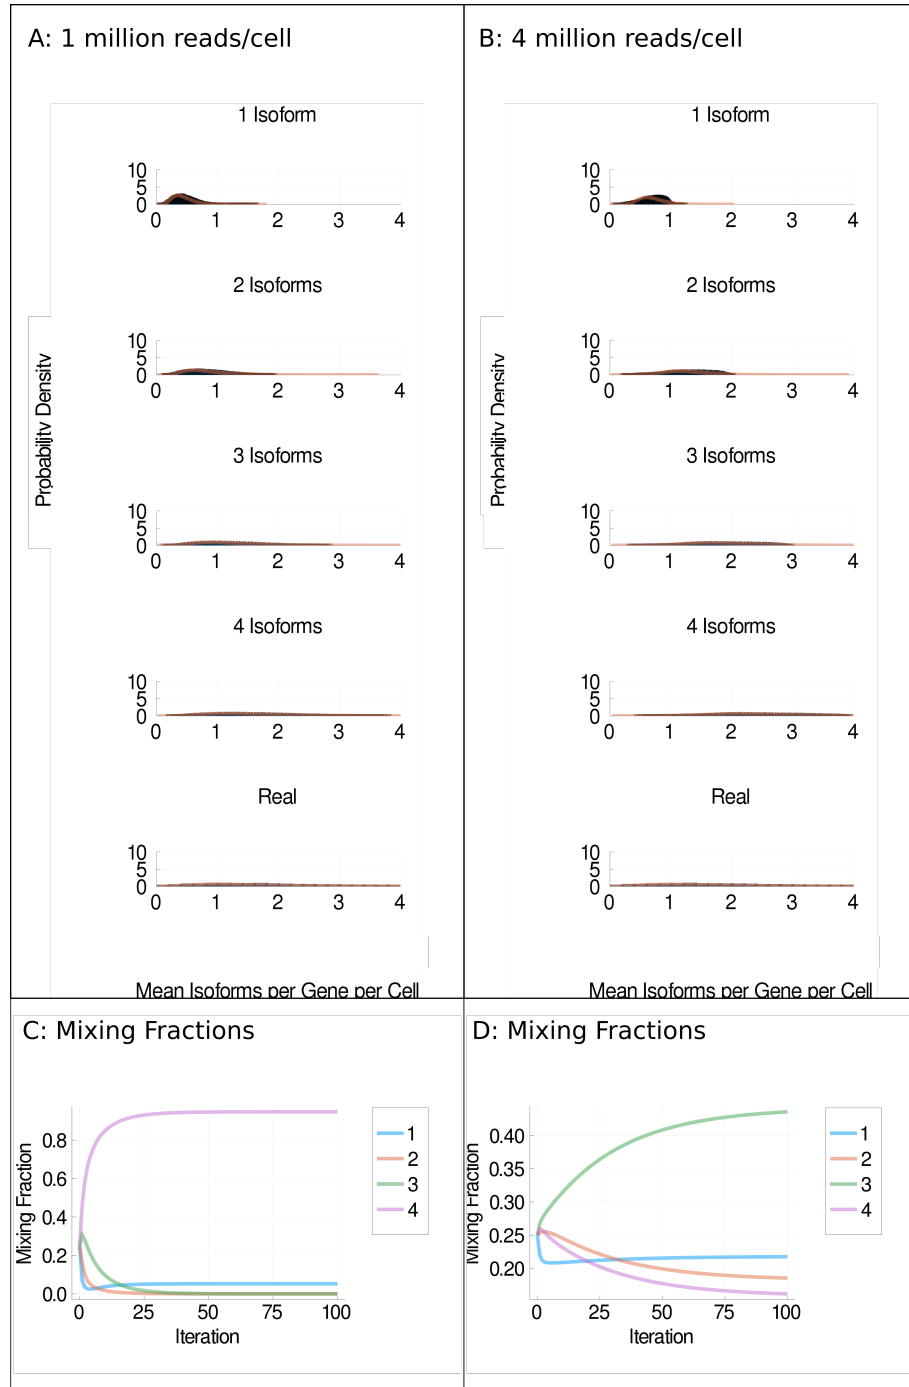 A: 1 million reads/cell
1 Isoform
10
5
0
0 1 2 3 4
2 Isoforms
10
5
0
0 1 2 3 4
Probability Density
3 Isoforms
10
5
0
0 1 2 3 4
4 Isoforms
10
5
0
0 1 2 3 4
Real
10
5
0
0 1 2 3 4
Mean Isoforms per Gene per Cell
B: 4 million reads/cell
1 Isoform
10
5
0
0 1 2 3 4
2 Isoforms
10
5
0
0 1 2 3 4
Probability Density
3 Isoforms
10
5
0
0 1 2 3 4
4 Isoforms
10
5
0
0 1 2 3 4
Real
10
5
0
0 1 2 3 4
Mean Isoforms per Gene per Cell
C: Mixing Fractions
Mixing Fraction
0.8
0.6
0.4
0.2
0.0
0 25 50 75 100
Iteration
1
2
3
4
D: Mixing Fractions
Mixing Fraction
0.40
0.35
0.30
0.25
0.20
0 25 50 75 100
Iteration
1
2
3
4